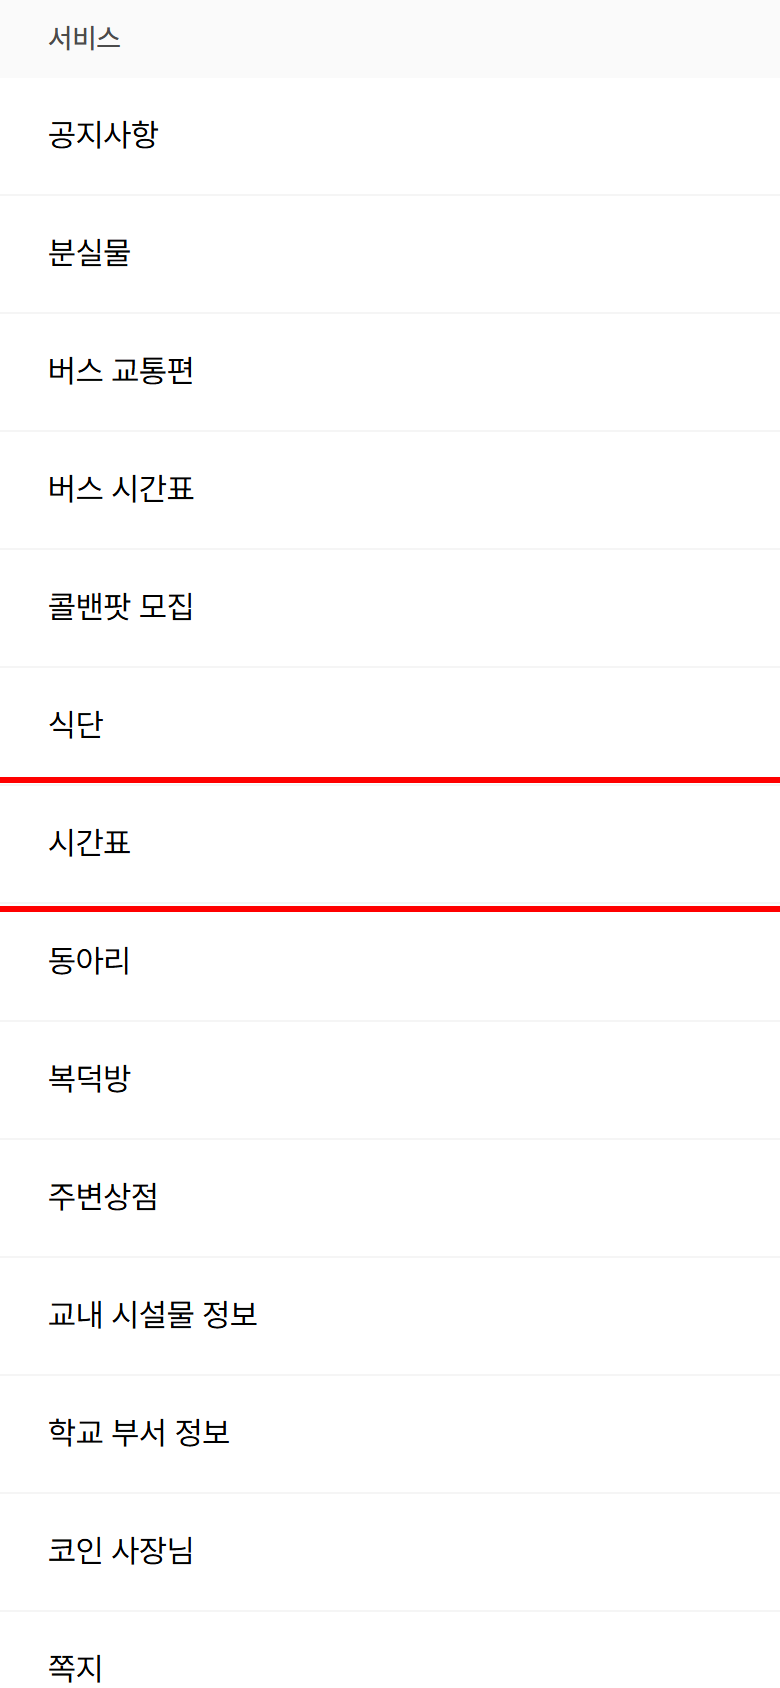 서비스
공지사항
분실물
버스 교통편
버스 시간표
콜밴팟 모집
식단
시간표
동아리
복덕방
주변상점
교내 시설물 정보
학교 부서 정보
코인 사장님
쪽지